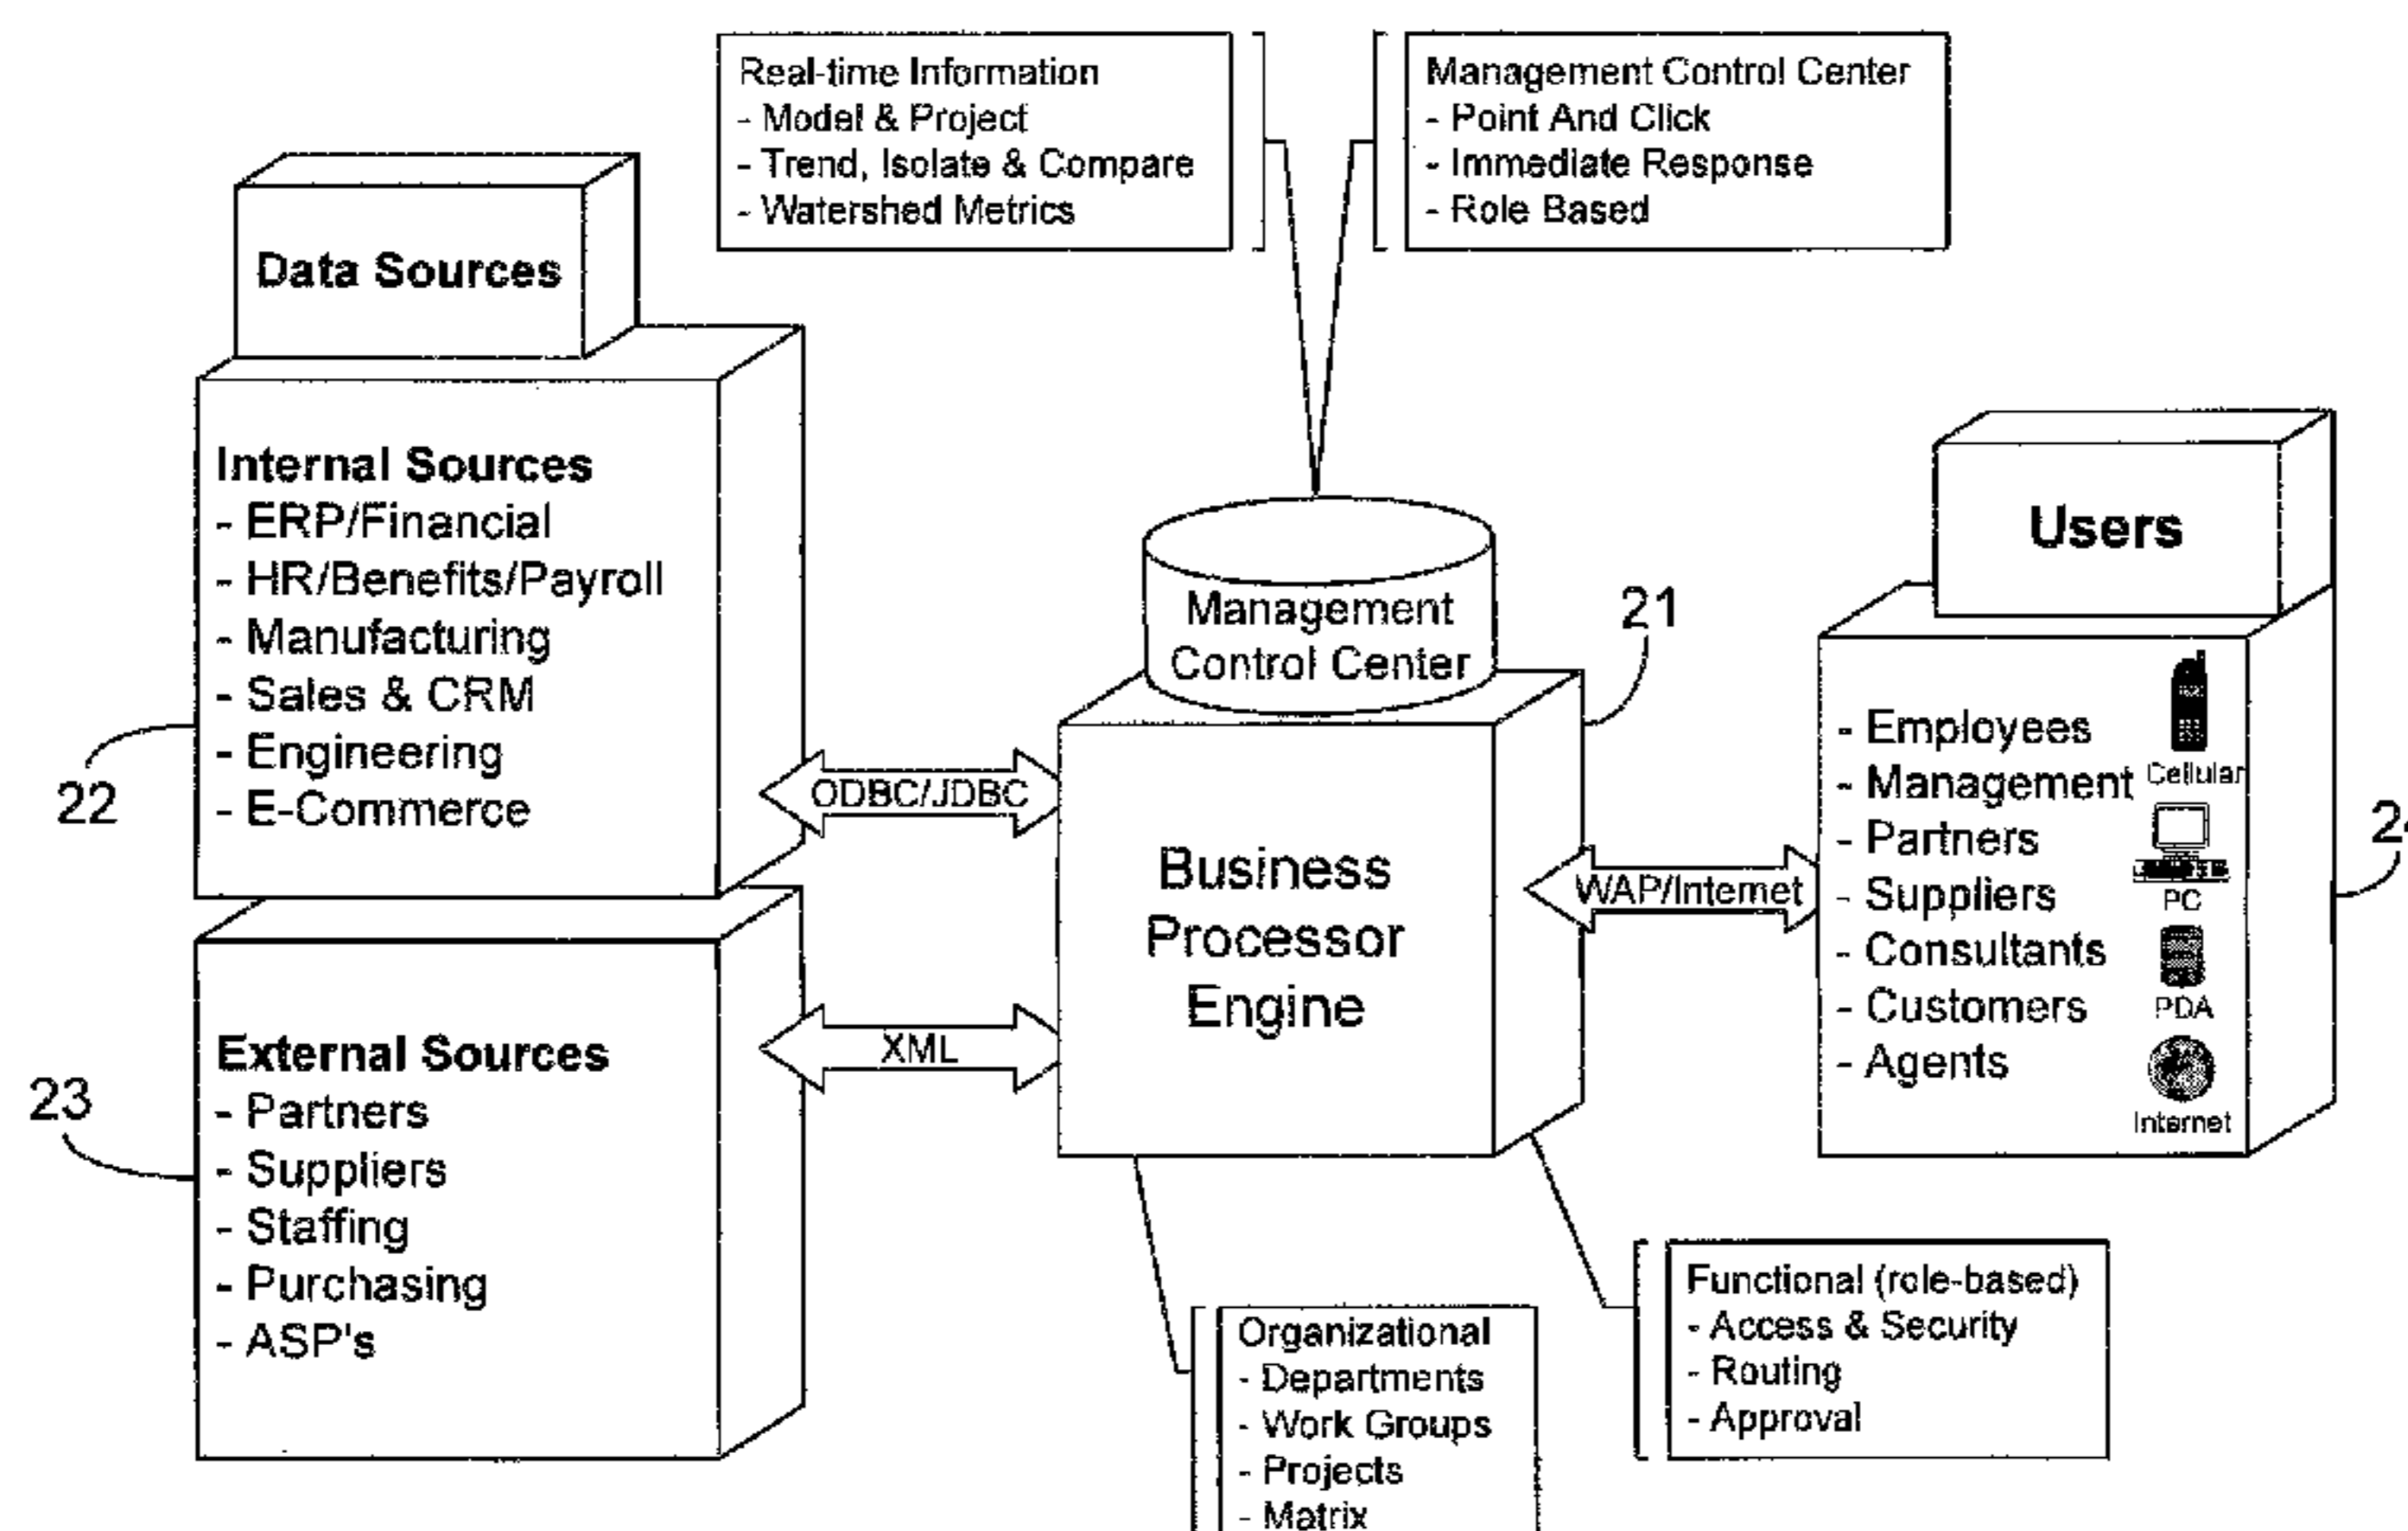 Real-time Information
- Model & Project
- Trend, Isolate & Compare
- Watershed Metrics
Management Control Center
- Point And Click
- Immediate Response
- Role Based
Data Sources
Internal Sources
- ERP/Financial
- HR/Benefits/Payroll
- Manufacturing
- Sales & CRM
- Engineering
- E-Commerce
22
External Sources
- Partners
- Suppliers
- Staffing
- Purchasing
- ASP's
23
ODBC/JDBC
XML
Management
Control Center
21
Business
Processor
Engine
WAP/Internet
Users
- Employees
- Management
- Partners
- Suppliers
- Consultants
- Customers
- Agents
Cellular
PC
PDA
Internet
Organizational
- Departments
- Work Groups
- Projects
- Matrix
Functional (role-based)
- Access & Security
- Routing
- Approval